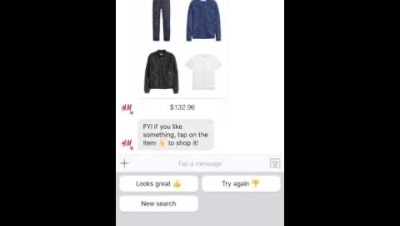 H&M
$132.96
FYI! If you like
something, tap on the
item 👆 to shop it!
H&M
Tap a message
Looks great 👍
Try again 👎
New search